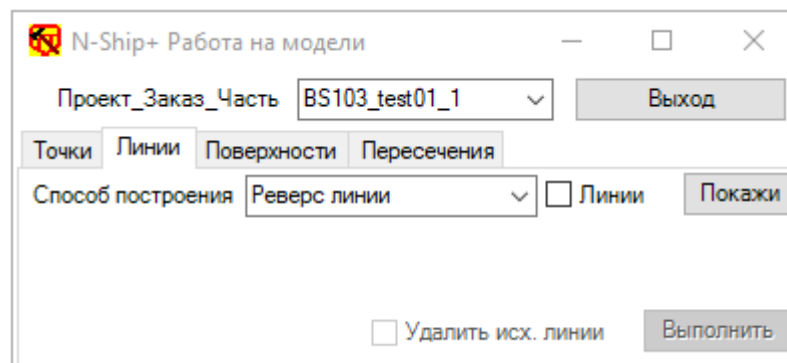 N-Ship+ Работа на модели
Проект_Заказ_Часть BS103_test01_1 Выход
Точки Линии Поверхности Пересечения
Способ построения Реверс линии Линии Покажи
Удалить исх. линии Выполнить